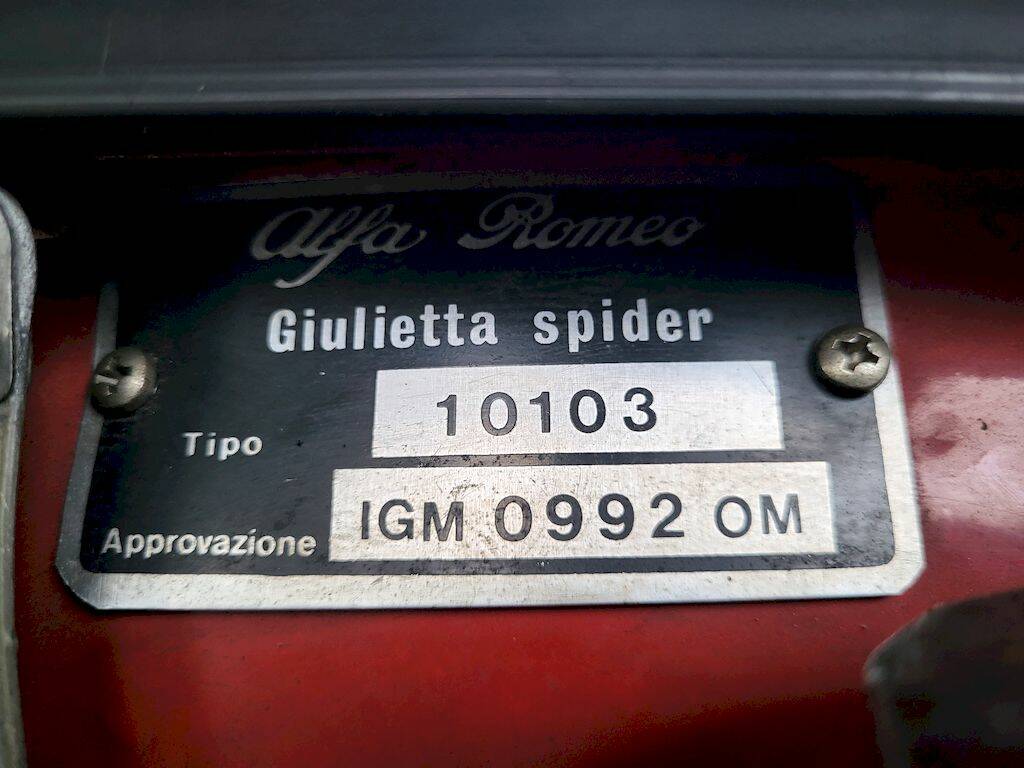 Alfa Romeo
Giulietta spider
Tipo 10103
Approvazione IGM 0992 OM